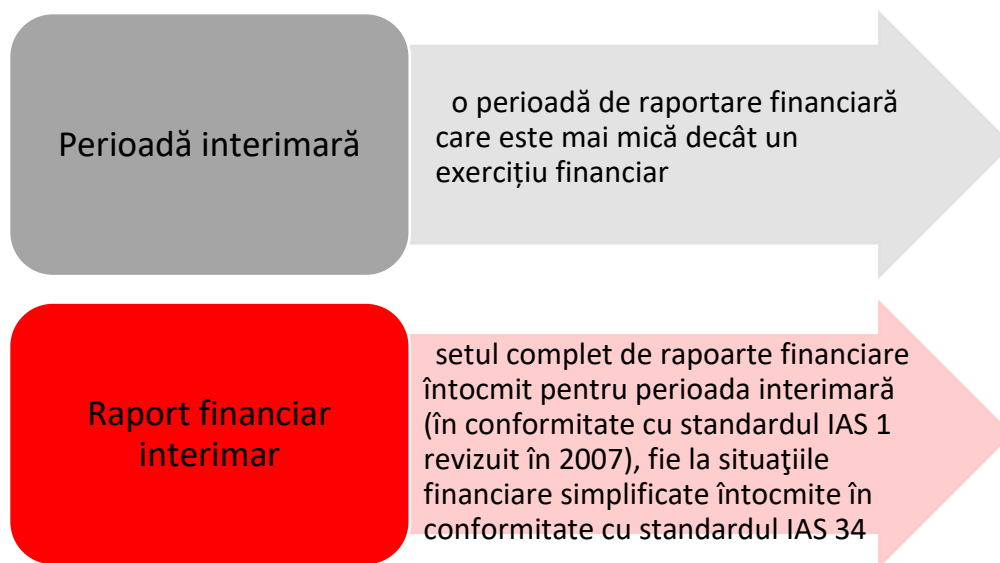 Perioadă interimară
o perioadă de raportare financiară
care este mai mică decât un
exercițiu financiar
Raport financiar
interimar
setul complet de rapoarte financiare
întocmit pentru perioada interimară
(în conformitate cu standardul IAS 1
revizuit în 2007), fie la situaţiile
financiare simplificate întocmite în
conformitate cu standardul IAS 34